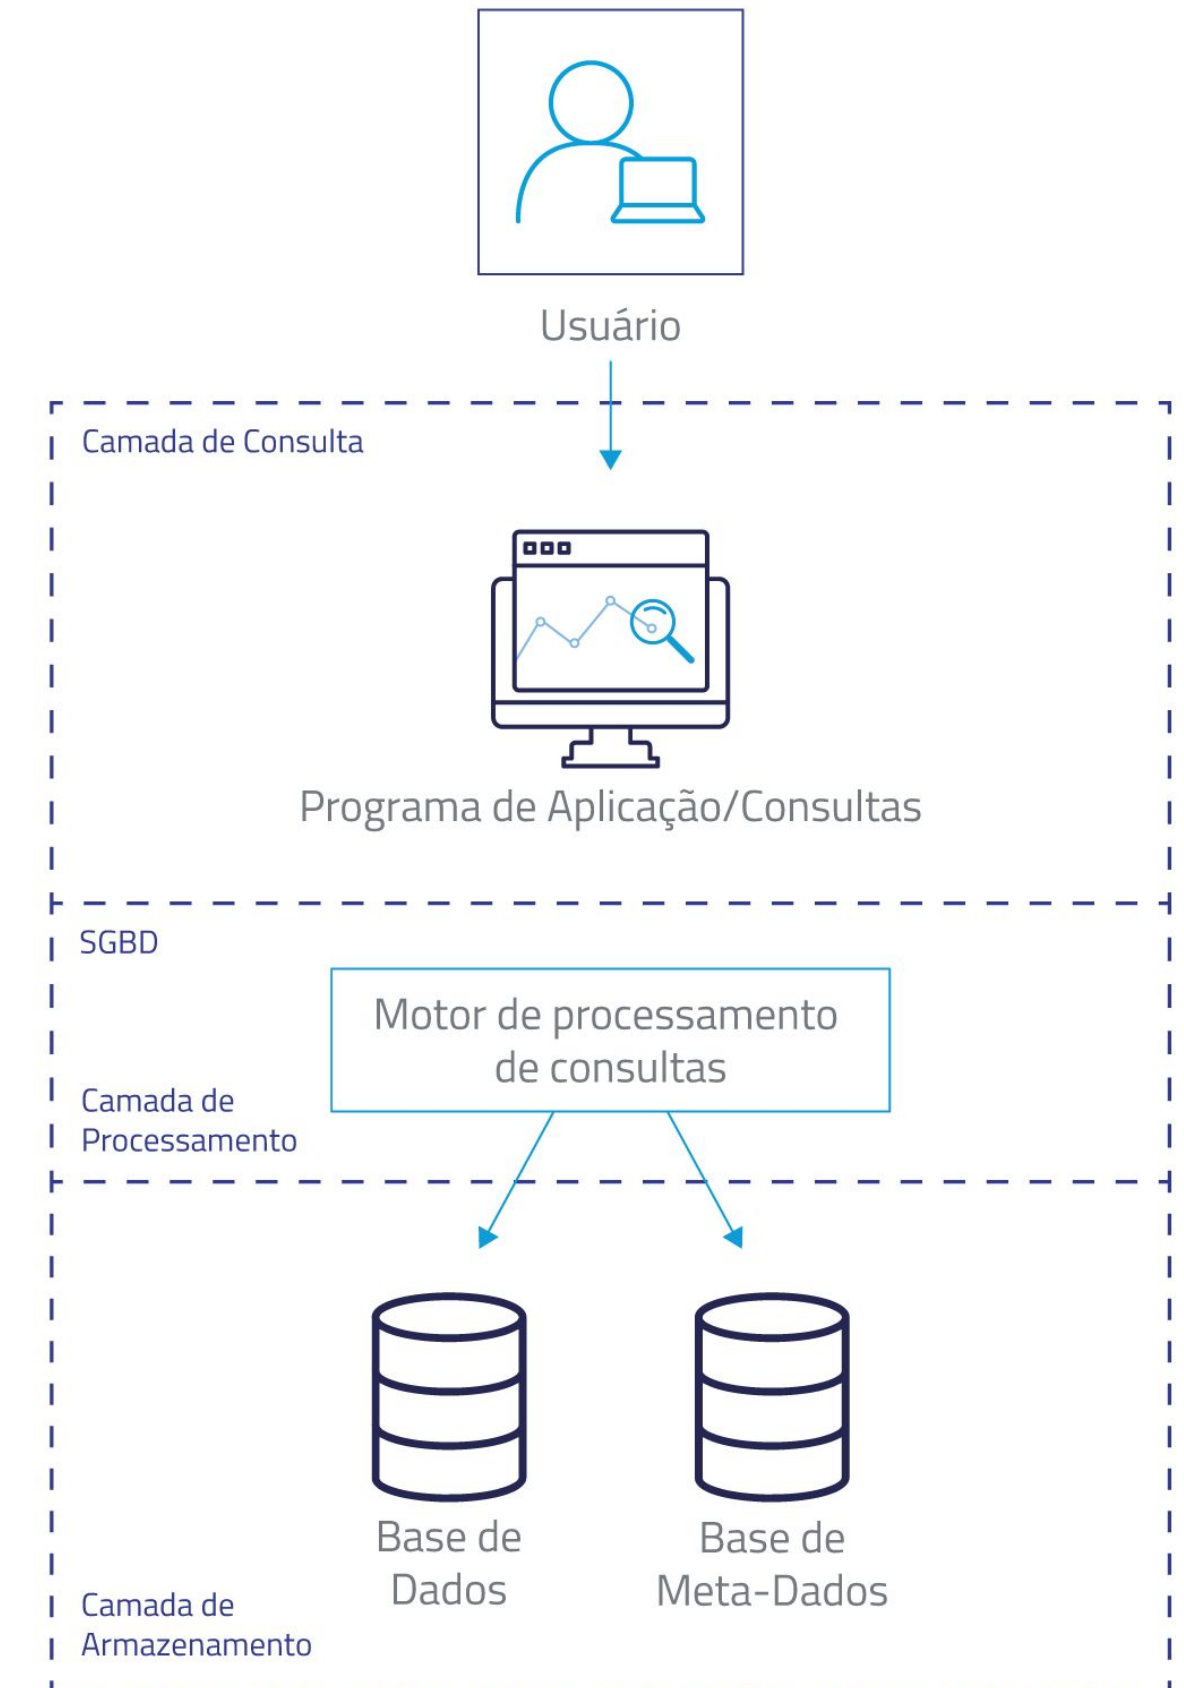 Usuário
Camada de Consulta
Programa de Aplicação/Consultas
SGBD
Motor de processamento
de consultas
Camada de
Processamento
Base de
Dados
Base de
Meta-Dados
Camada de
Armazenamento